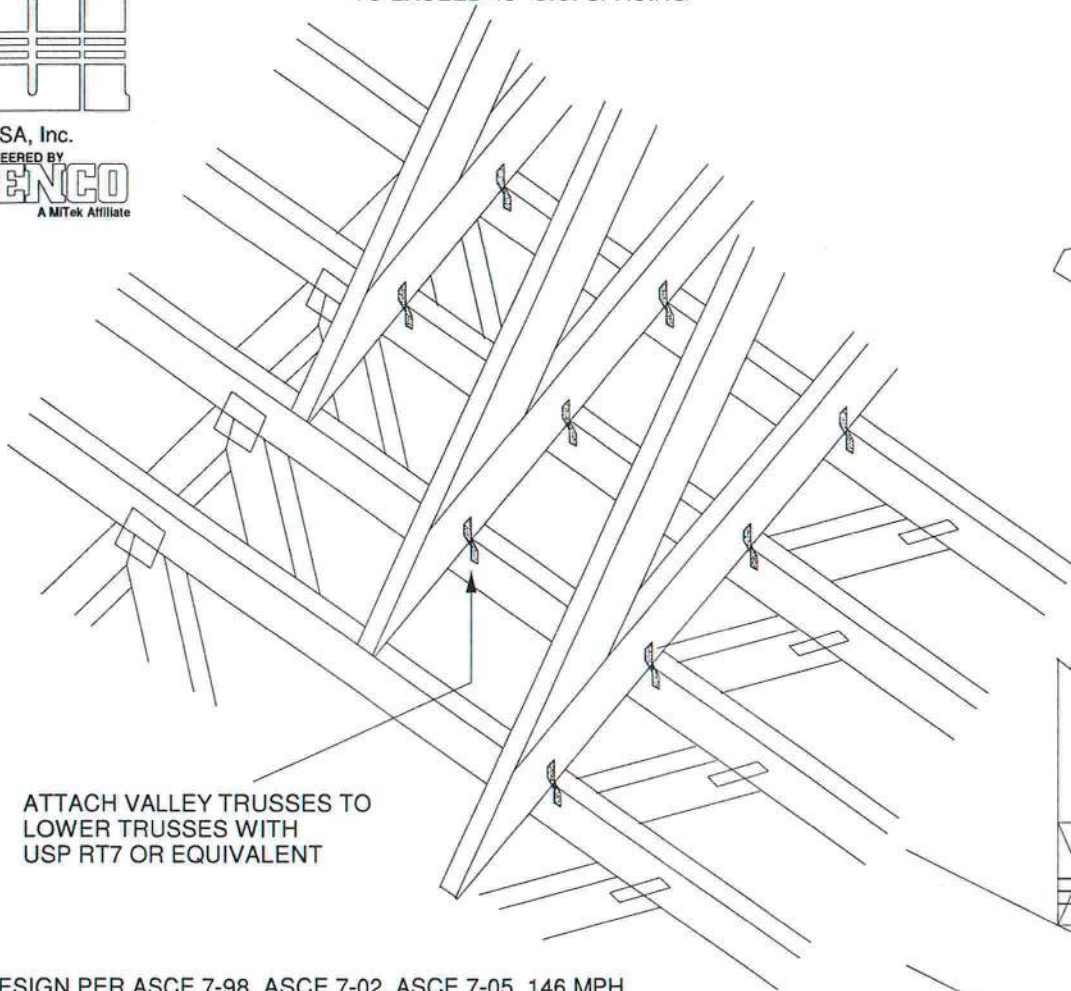 SA, Inc.
EERED BY
ENCO
A MiTek Affiliate
ATTACH VALLEY TRUSSES TO
LOWER TRUSSES WITH
USP RT7 OR EQUIVALENT
ESIGN PER ASCE 7-98, ASCE 7-02, ASCE 7-05 146 MPH